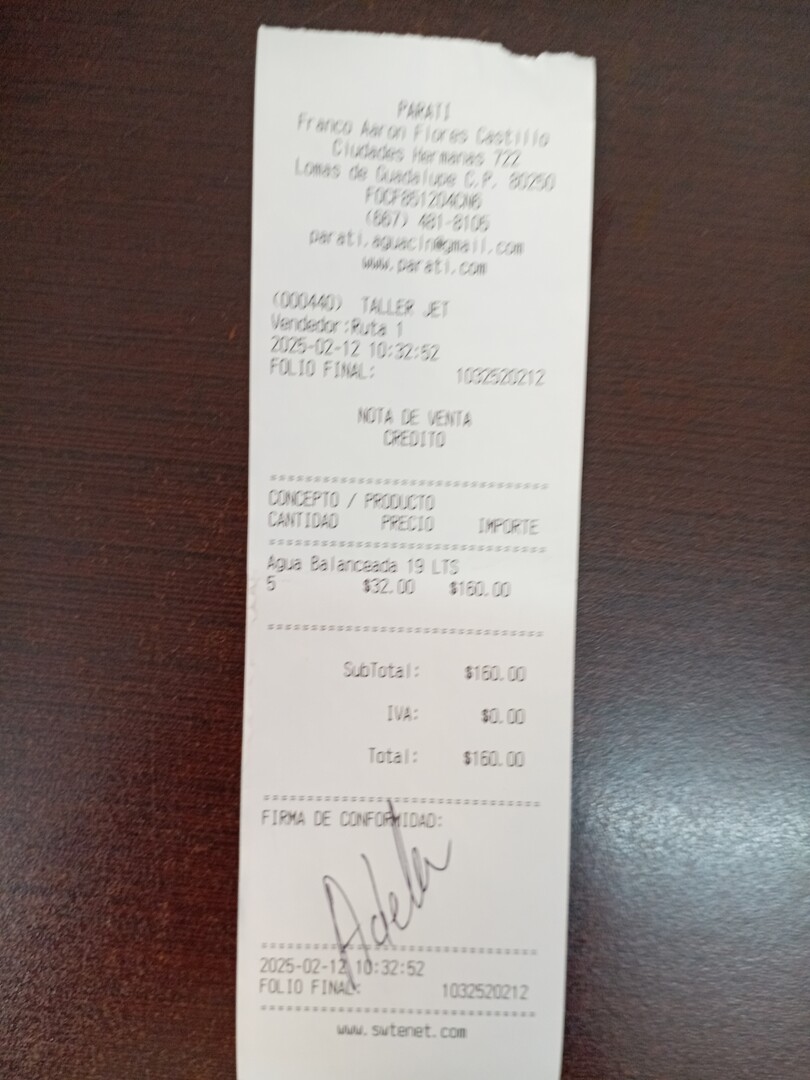 PARATI
Franco Aaron Flores Castillo
Ciudades Hermanas 722
Lomas de Guadalupe C.P. 80250
FOCF851204CN6
(667) 481-8106
parati.aguacln@gmail.com
www.parati.com
(000440) TALLER JET
Vendedor:Ruta 1
2025-02-12 10:32:52
FOLIO FINAL: 1032520212
NOTA DE VENTA
CREDITO
CONCEPTO / PRODUCTO
CANTIDAD PRECIO IMPORTE
Agua Balanceada 19 LTS
5 $32.00 $160.00
SubTotal: $160.00
IVA: $0.00
Total: $160.00
FIRMA DE CONFORMIDAD:
Adela
2025-02-12 10:32:52
FOLIO FINAL: 1032520212
www.swtenet.com